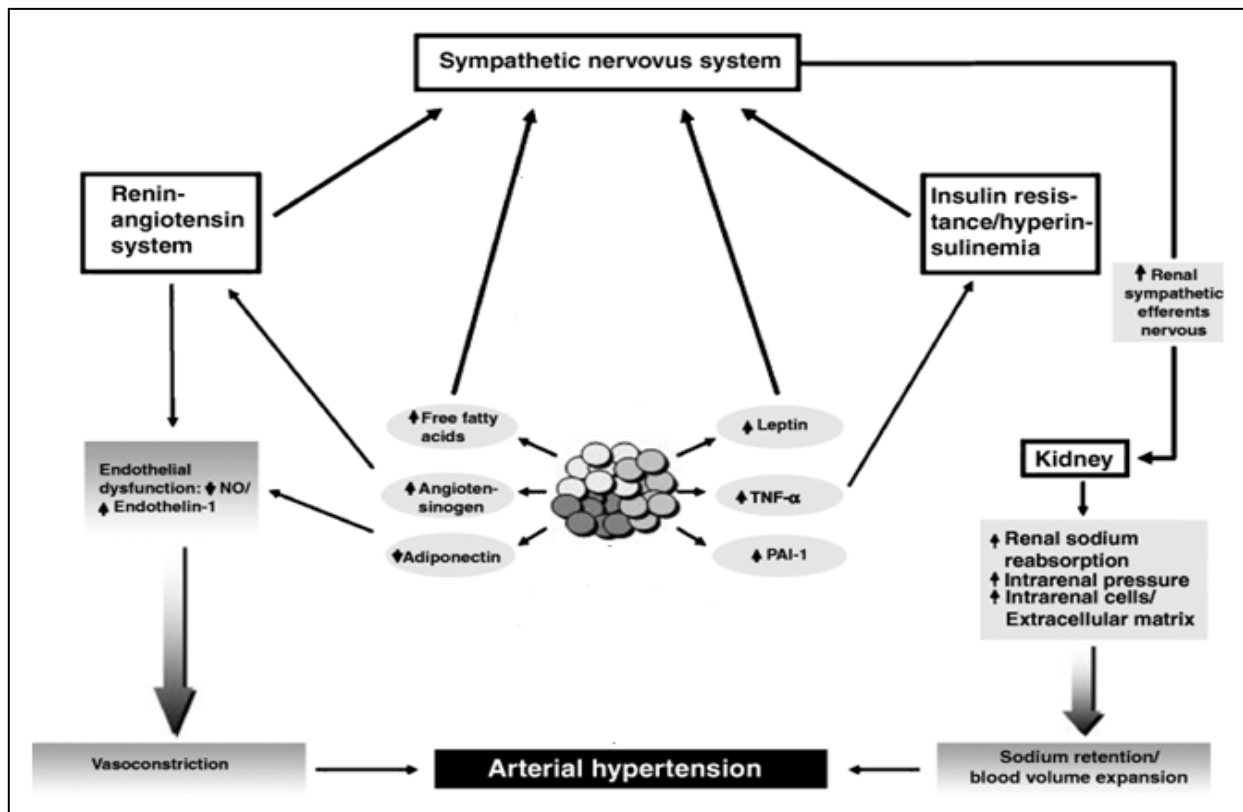 Sympathetic nervovus system
Renin-
angiotensin
system
Insulin resis-
tance/hyperin-
sulinemia
Renal
sympathetic
efferents
nervous
Free fatty
acids
Leptin
Angioten-
sinogen
TNF-α
Adiponectin
PAI-1
Endothelial
dysfunction: NO/
Endothelin-1
Kidney
Renal sodium
reabsorption
Intrarenal pressure
Intrarenal cells/
Extracellular matrix
Vasoconstriction
Arterial hypertension
Sodium retention/
blood volume expansion